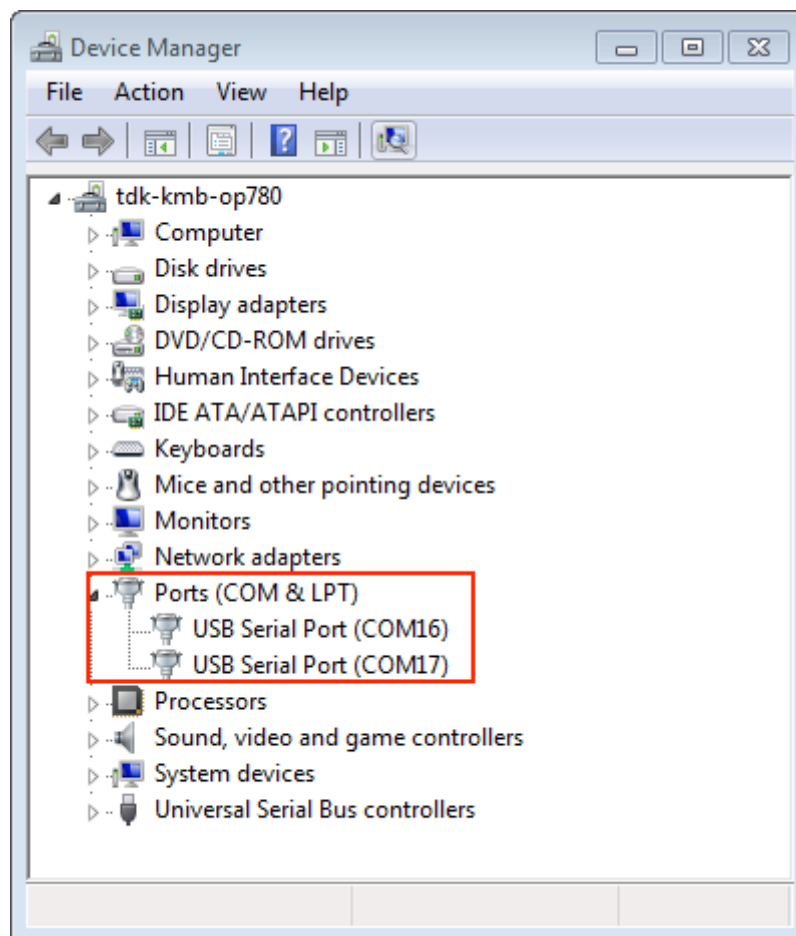 Device Manager
File Action View Help
tdk-kmb-op780
Computer
Disk drives
Display adapters
DVD/CD-ROM drives
Human Interface Devices
IDE ATA/ATAPI controllers
Keyboards
Mice and other pointing devices
Monitors
Network adapters
Ports (COM & LPT)
USB Serial Port (COM16)
USB Serial Port (COM17)
Processors
Sound, video and game controllers
System devices
Universal Serial Bus controllers